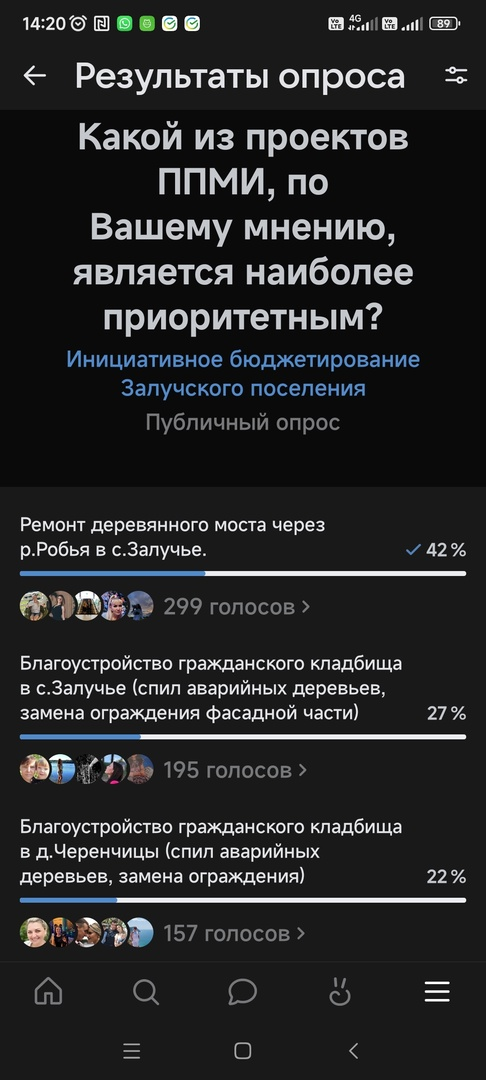 14:20
4G
89
Результаты опроса
Какой из проектов
ППМИ, по
Вашему мнению,
является наиболее
приоритетным?
Инициативное бюджетирование
Залучского поселения
Публичный опрос
Ремонт деревянного моста через
р.Робья в с.Залучье.
42 %
299 голосов
Благоустройство гражданского кладбища
в с.Залучье (спил аварийных деревьев,
замена ограждения фасадной части)
27 %
195 голосов
Благоустройство гражданского кладбища
в д.Черенчицы (спил аварийных
деревьев, замена ограждения)
22 %
157 голосов